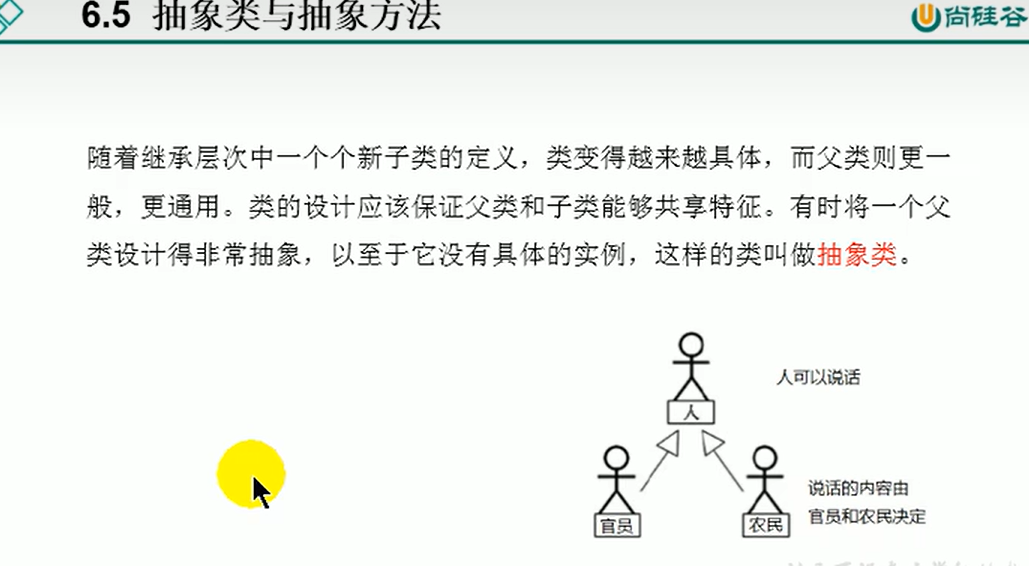 6.5 抽象类与抽象方法
尚硅谷
随着继承层次中一个个新子类的定义，类变得越来越具体，而父类则更一
般，更通用。类的设计应该保证父类和子类能够共享特征。有时将一个父
类设计得非常抽象，以至于它没有具体的实例，这样的类叫做抽象类。
人可以说话
人
说话的内容由
官员和农民决定
官员
农民